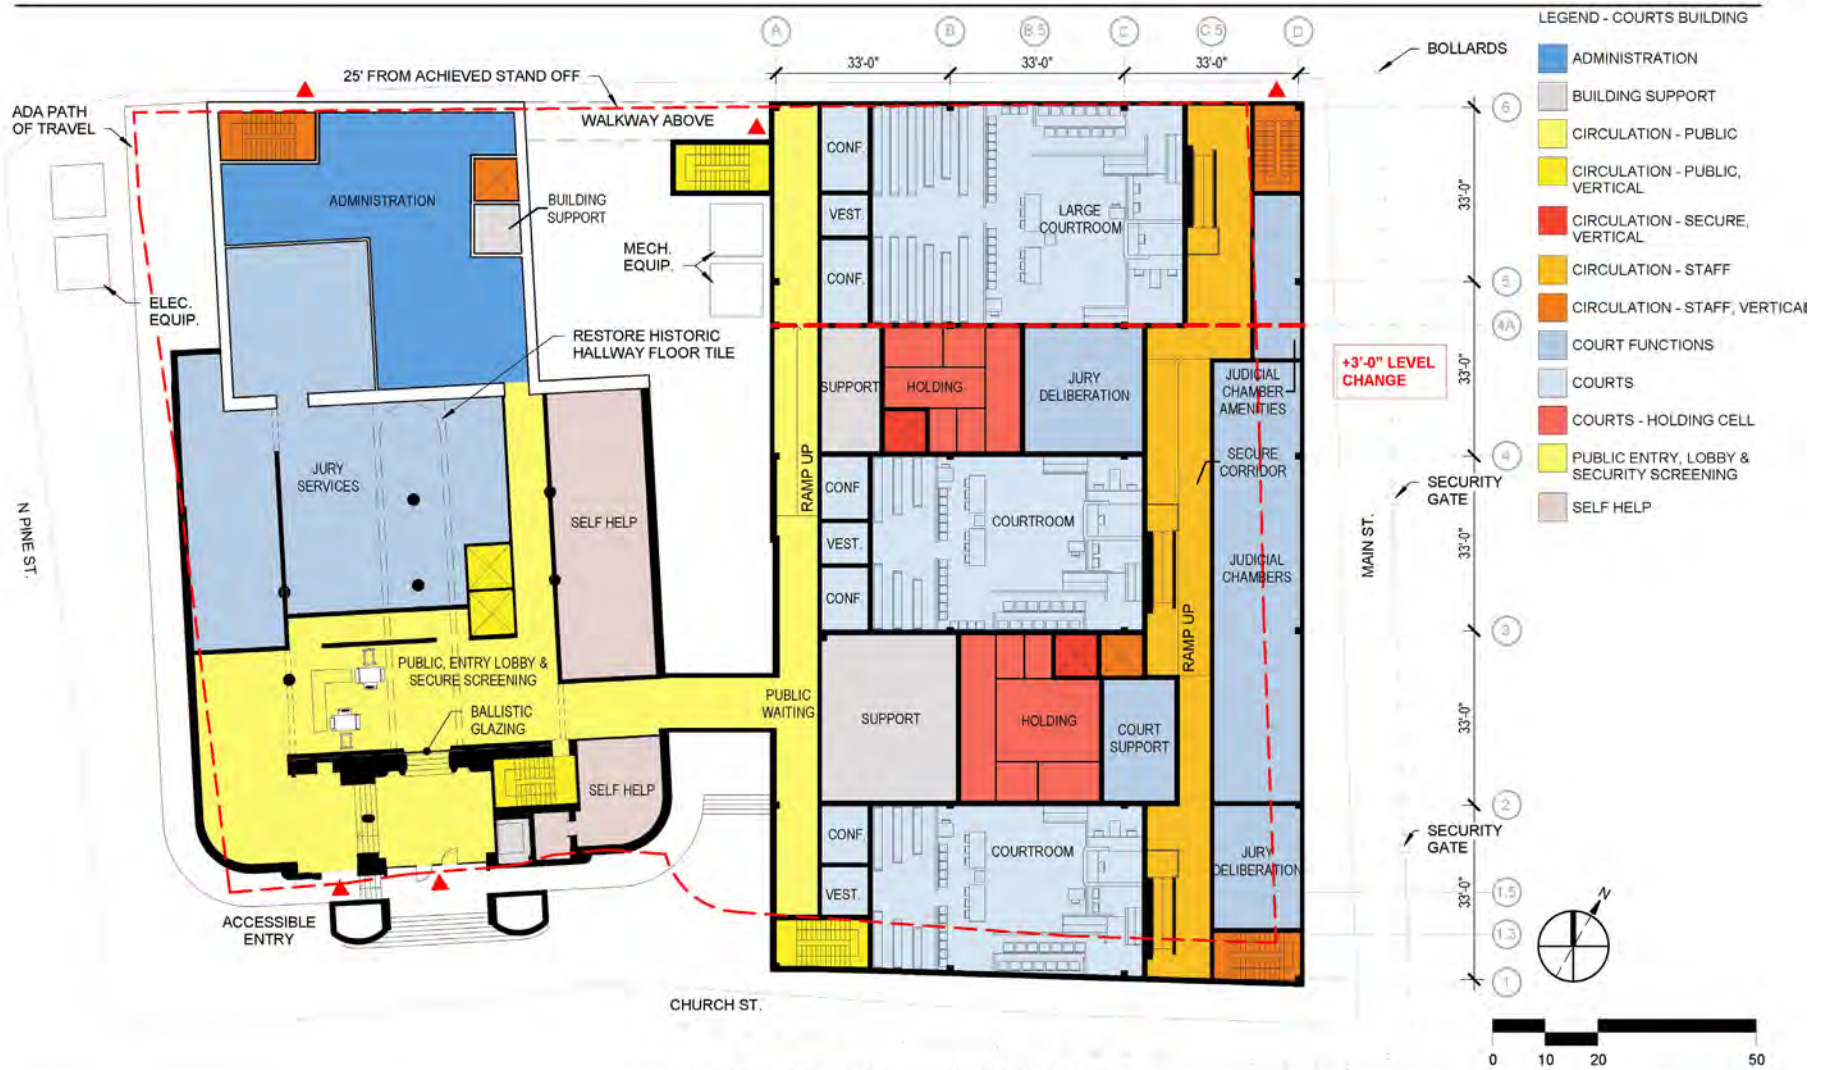 LEGEND - COURTS BUILDING
ADMINISTRATION
BUILDING SUPPORT
CIRCULATION - PUBLIC
CIRCULATION - PUBLIC,
VERTICAL
CIRCULATION - SECURE,
VERTICAL
CIRCULATION - STAFF
CIRCULATION - STAFF, VERTICAL
COURT FUNCTIONS
COURTS
COURTS - HOLDING CELL
PUBLIC ENTRY, LOBBY &
SECURITY SCREENING
SELF HELP
A
B
B.5
C
C.5
D
33'-0"
33'-0"
33'-0"
BOLLARDS
25' FROM ACHIEVED STAND OFF
ADA PATH
OF TRAVEL
WALKWAY ABOVE
ADMINISTRATION
BUILDING
SUPPORT
MECH.
EQUIP.
ELEC.
EQUIP.
RESTORE HISTORIC
HALLWAY FLOOR TILE
JURY
SERVICES
SELF HELP
N PINE ST.
PUBLIC, ENTRY LOBBY &
SECURE SCREENING
BALLISTIC
GLAZING
SELF HELP
ACCESSIBLE
ENTRY
PUBLIC
WAITING
CHURCH ST.
CONF.
VEST.
CONF.
LARGE
COURTROOM
SUPPORT
HOLDING
JURY
DELIBERATION
RAMP UP
JUDICIAL
CHAMBER
AMENITIES
SECURE
CORRIDOR
CONF.
VEST.
CONF.
COURTROOM
JUDICIAL
CHAMBERS
RAMP UP
SUPPORT
HOLDING
COURT
SUPPORT
CONF.
VEST.
COURTROOM
JURY
DELIBERATION
+3'-0" LEVEL
CHANGE
SECURITY
GATE
MAIN ST.
SECURITY
GATE
6
33'-0"
5
4A
33'-0"
4
33'-0"
3
33'-0"
2
33'-0"
1.5
1.3
1
N
0 10 20 50